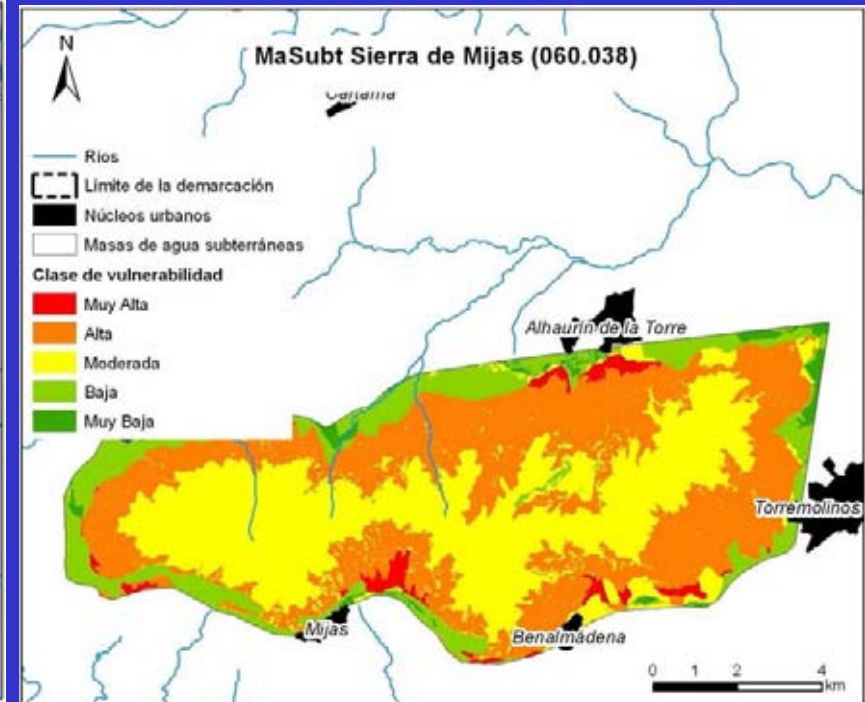 N
MaSubt Sierra de Mijas (060.038)
Cártama
Ríos
Límite de la demarcación
Núcleos urbanos
Masas de agua subterráneas
Clase de vulnerabilidad
Muy Alta
Alta
Moderada
Baja
Muy Baja
Alhaurín de la Torre
Torremolinos
Mijas
Benalmádena
0 1 2 4
km